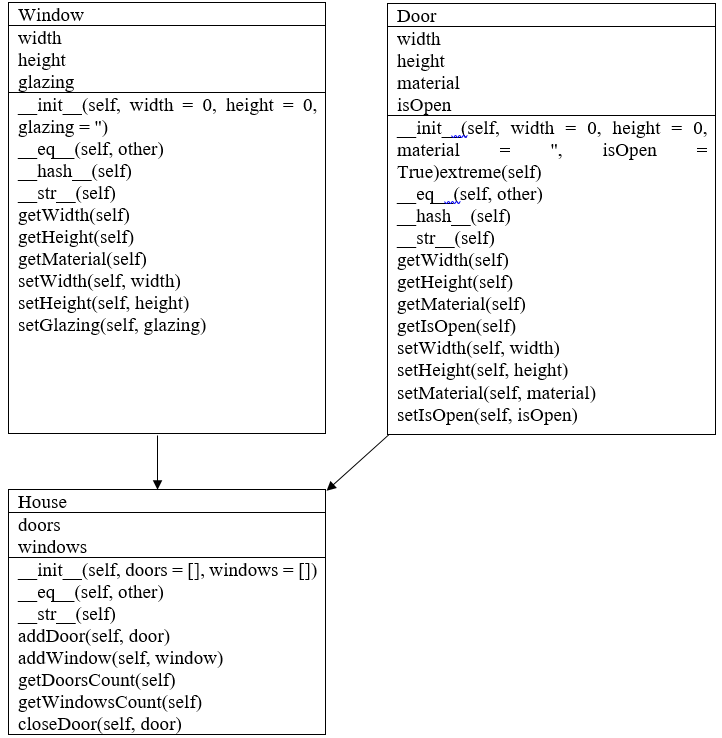 Window
width
height
glazing
__init__(self, width = 0, height = 0,
glazing = '')
__eq__(self, other)
__hash__(self)
__str__(self)
getWidth(self)
getHeight(self)
getMaterial(self)
setWidth(self, width)
setHeight(self, height)
setGlazing(self, glazing)
Door
width
height
material
isOpen
__init__(self, width = 0, height = 0,
material = '', isOpen =
True)extreme(self)
__eq__(self, other)
__hash__(self)
__str__(self)
getWidth(self)
getHeight(self)
getMaterial(self)
getIsOpen(self)
setWidth(self, width)
setHeight(self, height)
setMaterial(self, material)
setIsOpen(self, isOpen)
House
doors
windows
__init__(self, doors = [], windows = [])
__eq__(self, other)
__str__(self)
addDoor(self, door)
addWindow(self, window)
getDoorsCount(self)
getWindowsCount(self)
closeDoor(self, door)